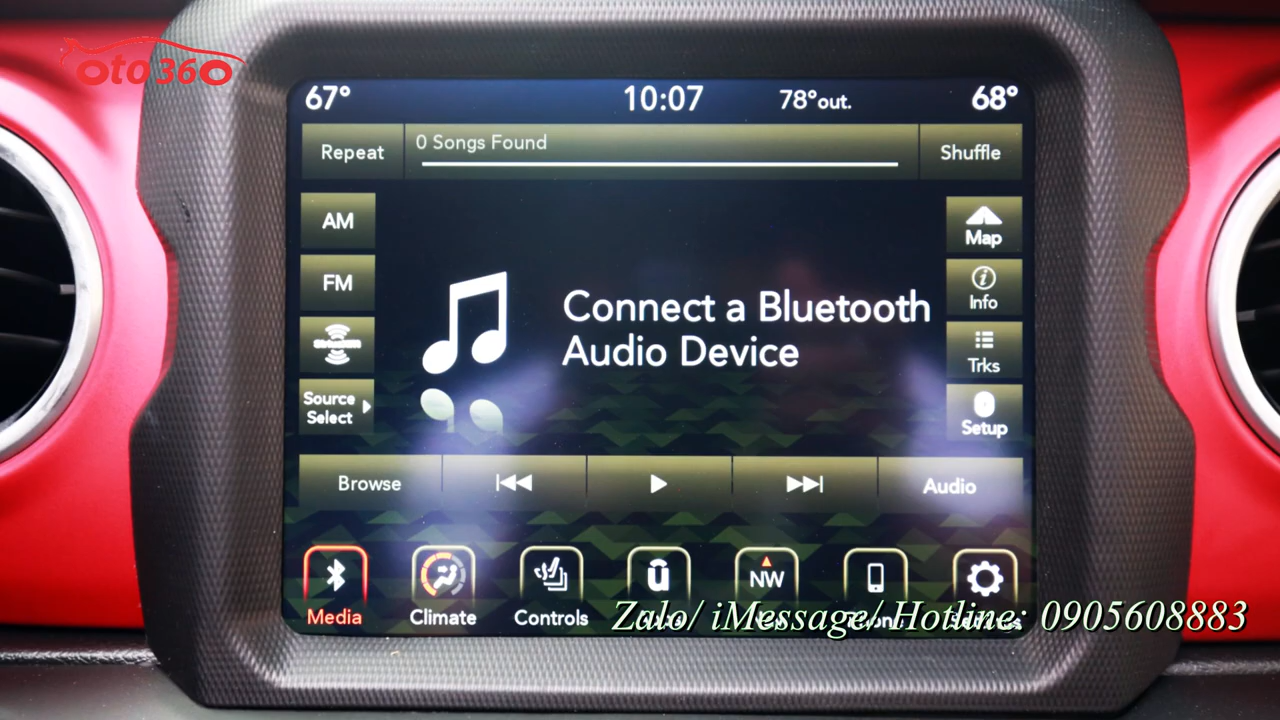 oto360
67° 10:07 78°out. 68°
Repeat 0 Songs Found Shuffle
AM
Map
FM
Info
Source Select
Connect a Bluetooth
Audio Device
Trks
Setup
Browse Audio
NW
Media Climate Controls
Zalo/ iMessage/ Hotline: 0905608883